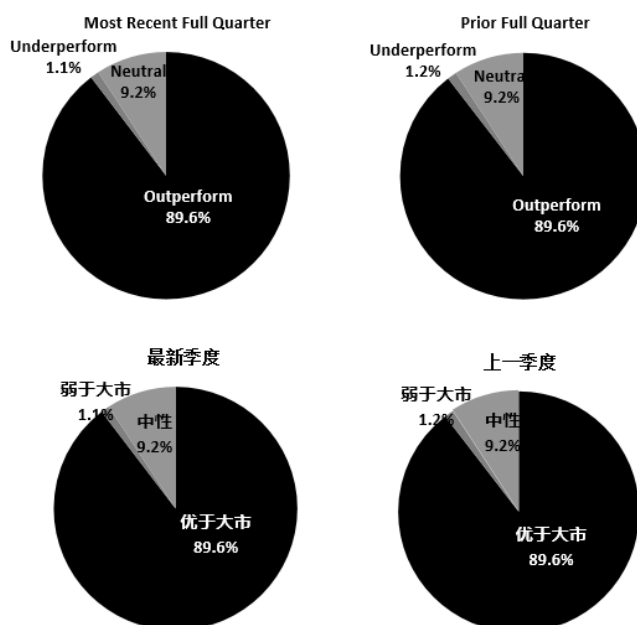 Most Recent Full Quarter
Underperform
1.1%
Neutral
9.2%
Outperform
89.6%
Prior Full Quarter
Underperform
1.2%
Neutra
9.2%
Outperform
89.6%
最新季度
弱于大市
1.1%
中性
9.2%
优于大市
89.6%
上一季度
弱于大市
1.2%
中性
9.2%
优于大市
89.6%